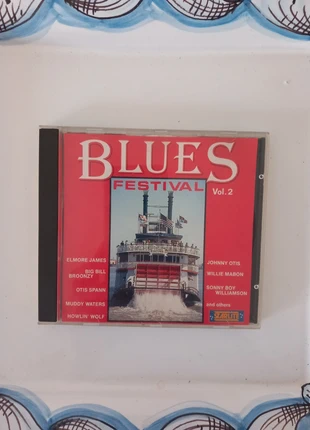 BLUES
FESTIVAL
Vol. 2
ELMORE JAMES
BIG BILL
BROONZY
OTIS SPANN
MUDDY WATERS
HOWLIN' WOLF
JOHNNY OTIS
WILLIE MABON
SONNY BOY
WILLIAMSON
and others